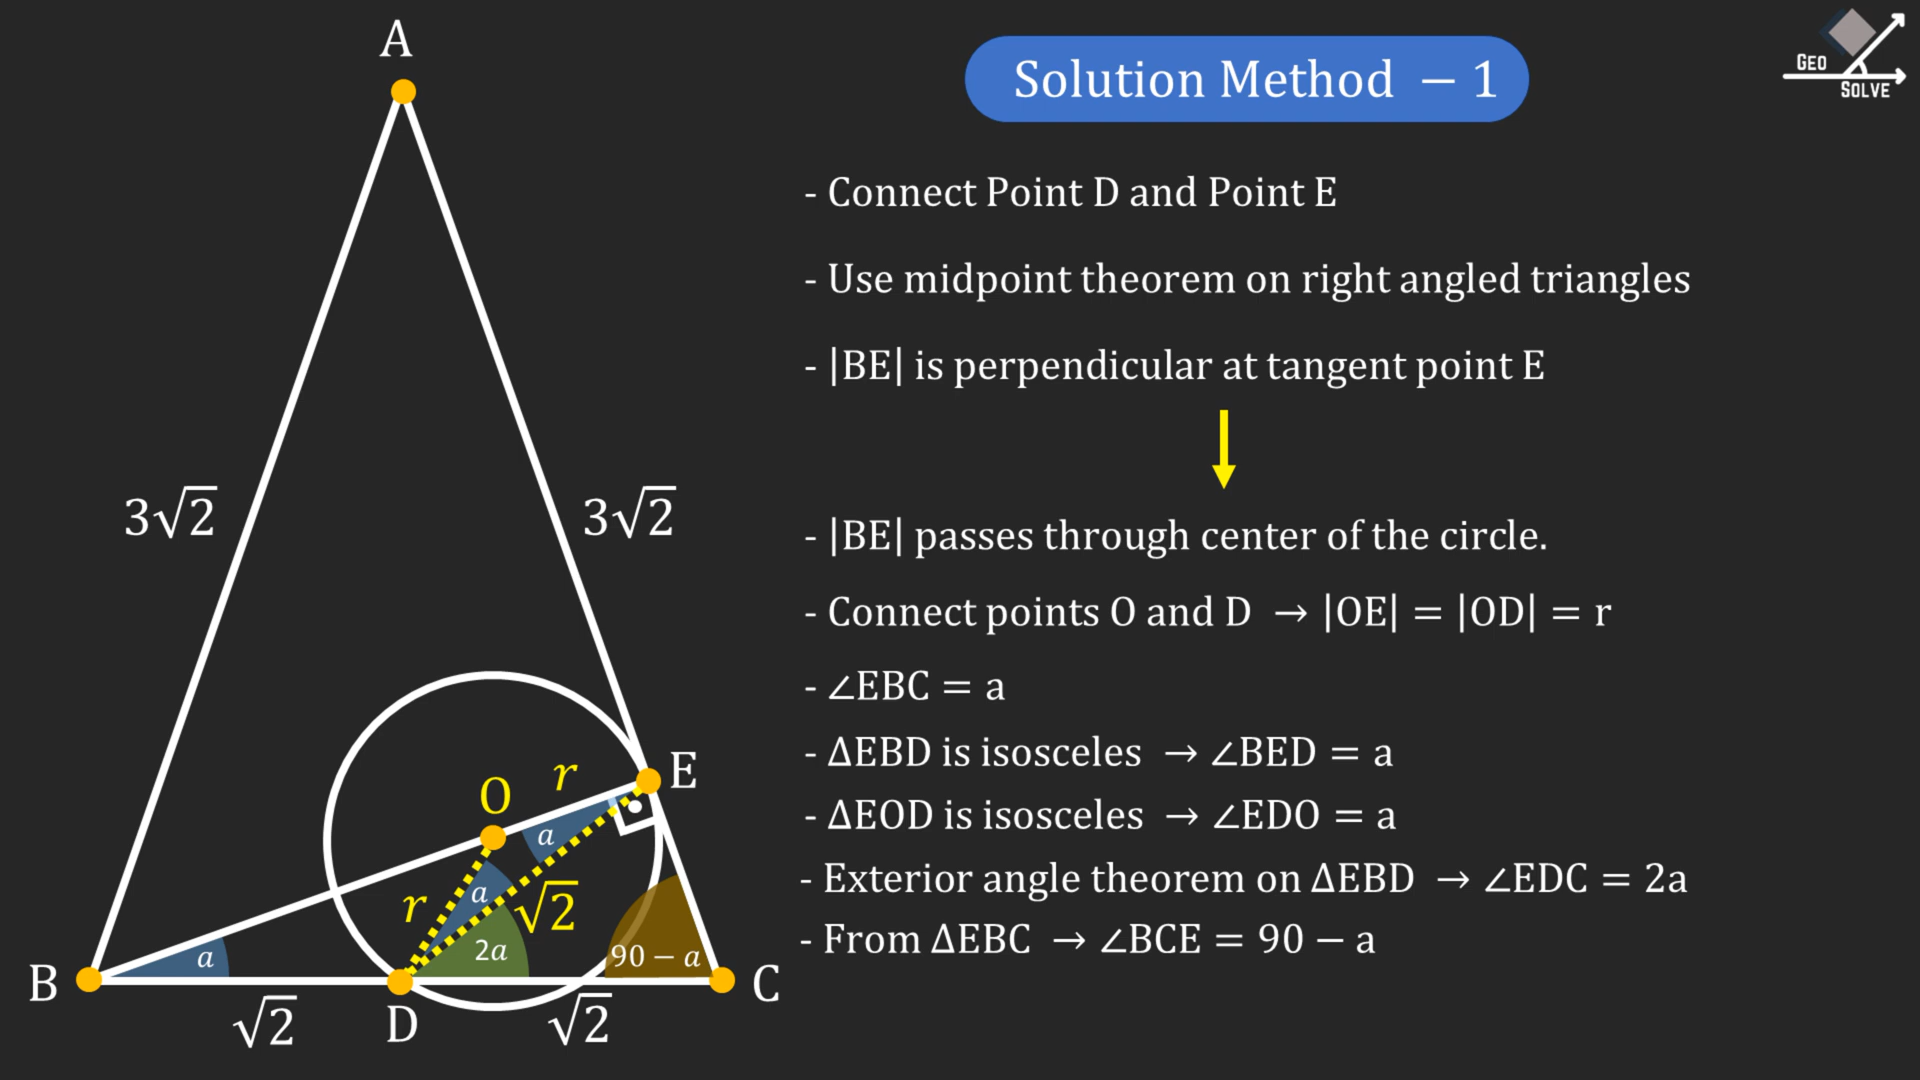 A
Solution Method − 1
GEO
SOLVE
- Connect Point D and Point E
- Use midpoint theorem on right angled triangles
- |BE| is perpendicular at tangent point E
3√2
3√2
- |BE| passes through center of the circle.
- Connect points O and D → |OE| = |OD| = r
- ∠EBC = a
- ΔEBD is isosceles → ∠BED = a
- ΔEOD is isosceles → ∠EDO = a
- Exterior angle theorem on ΔEBD → ∠EDC = 2a
- From ΔEBC → ∠BCE = 90 − a
r
E
O
a
a
r
√2
2a
90 − a
a
B
C
√2
D
√2